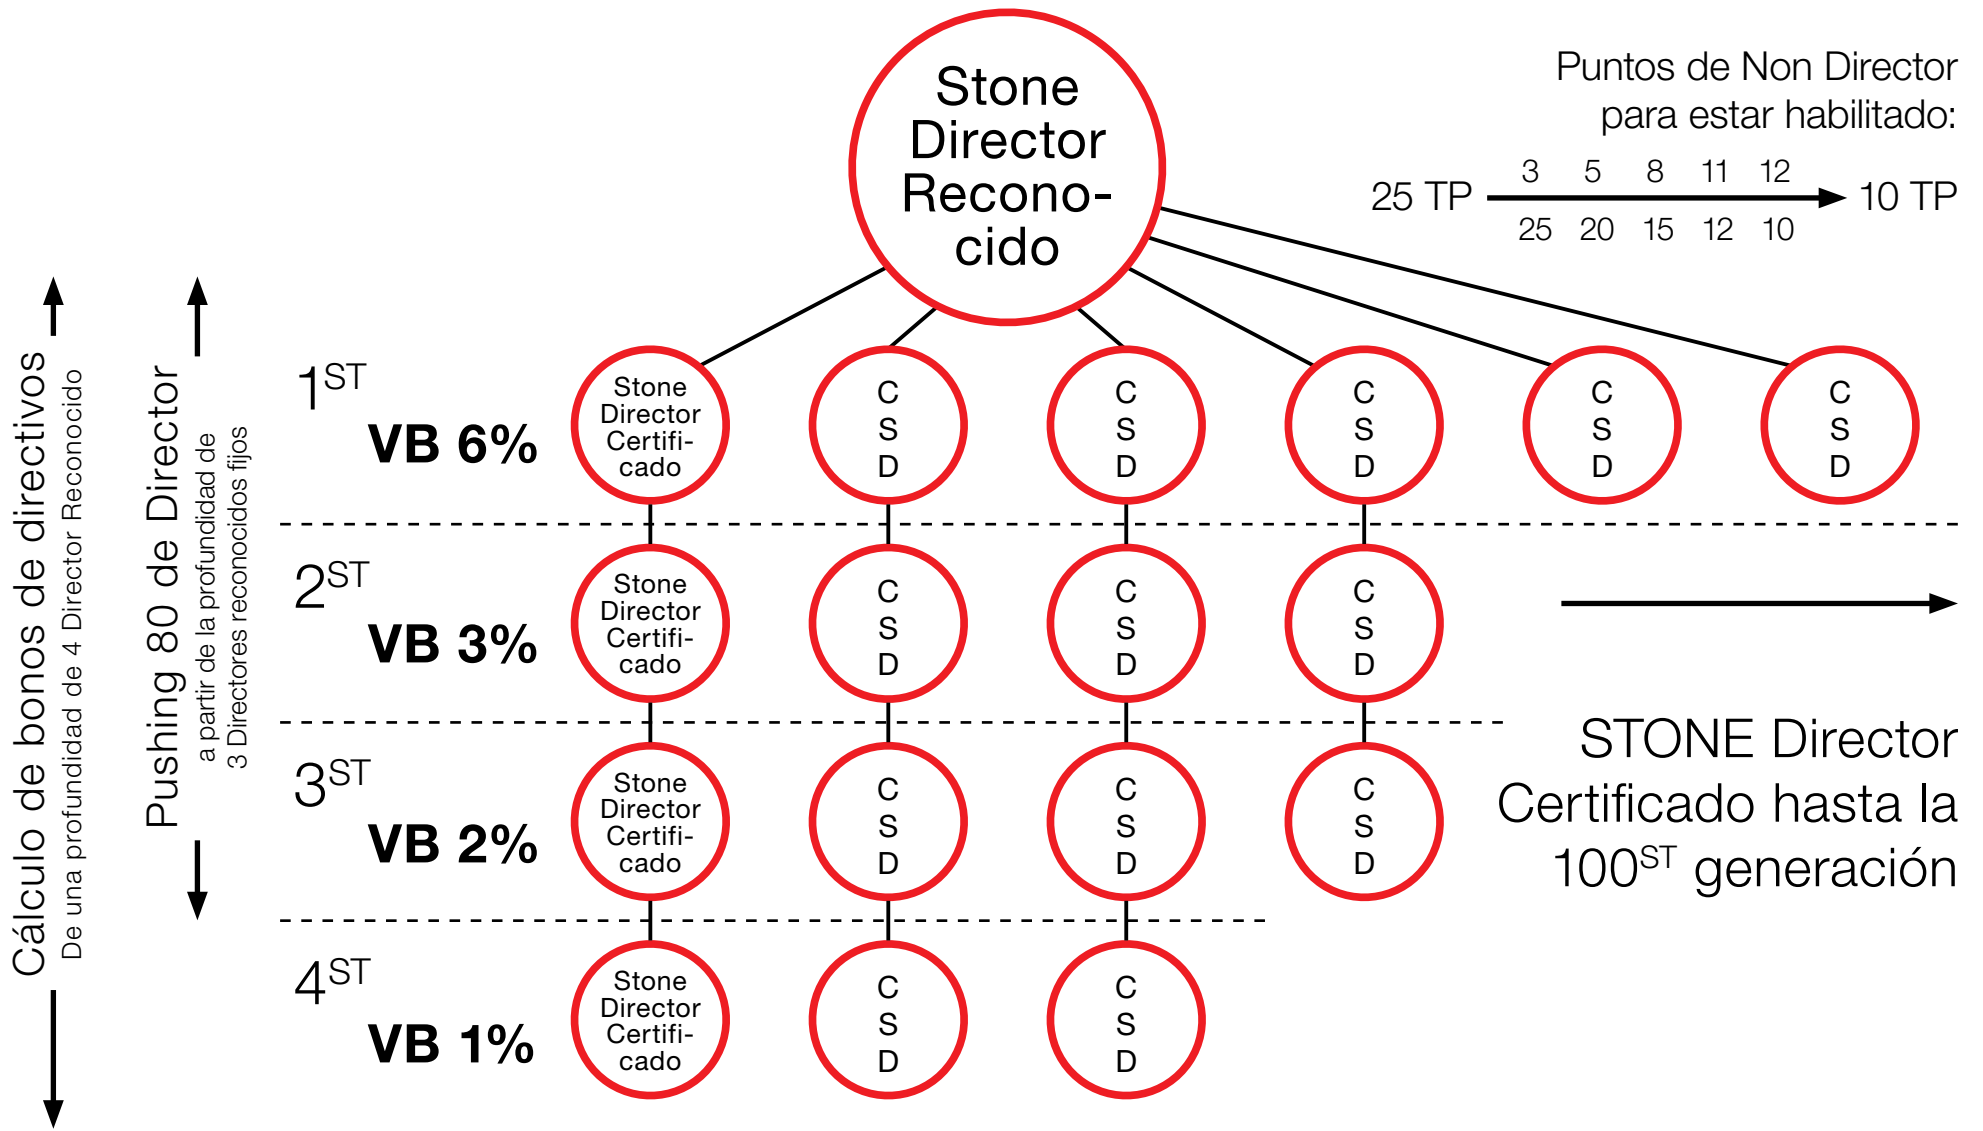 Stone
Director
Recono-
cido
Puntos de Non Director
para estar habilitado:
25 TP
3 5 8 11 12
25 20 15 12 10
10 TP
Cálculo de bonos de directivos
De una profundidad de 4 Director Reconocido
Pushing 80 de Director
a partir de la profundidad de
3 Directores reconocidos fijos
1ST
VB 6%
Stone
Director
Certifi-
cado
C
S
D
C
S
D
C
S
D
C
S
D
C
S
D
2ST
VB 3%
Stone
Director
Certifi-
cado
C
S
D
C
S
D
C
S
D
3ST
VB 2%
Stone
Director
Certifi-
cado
C
S
D
C
S
D
C
S
D
STONE Director
Certificado hasta la
100ST generación
4ST
VB 1%
Stone
Director
Certifi-
cado
C
S
D
C
S
D